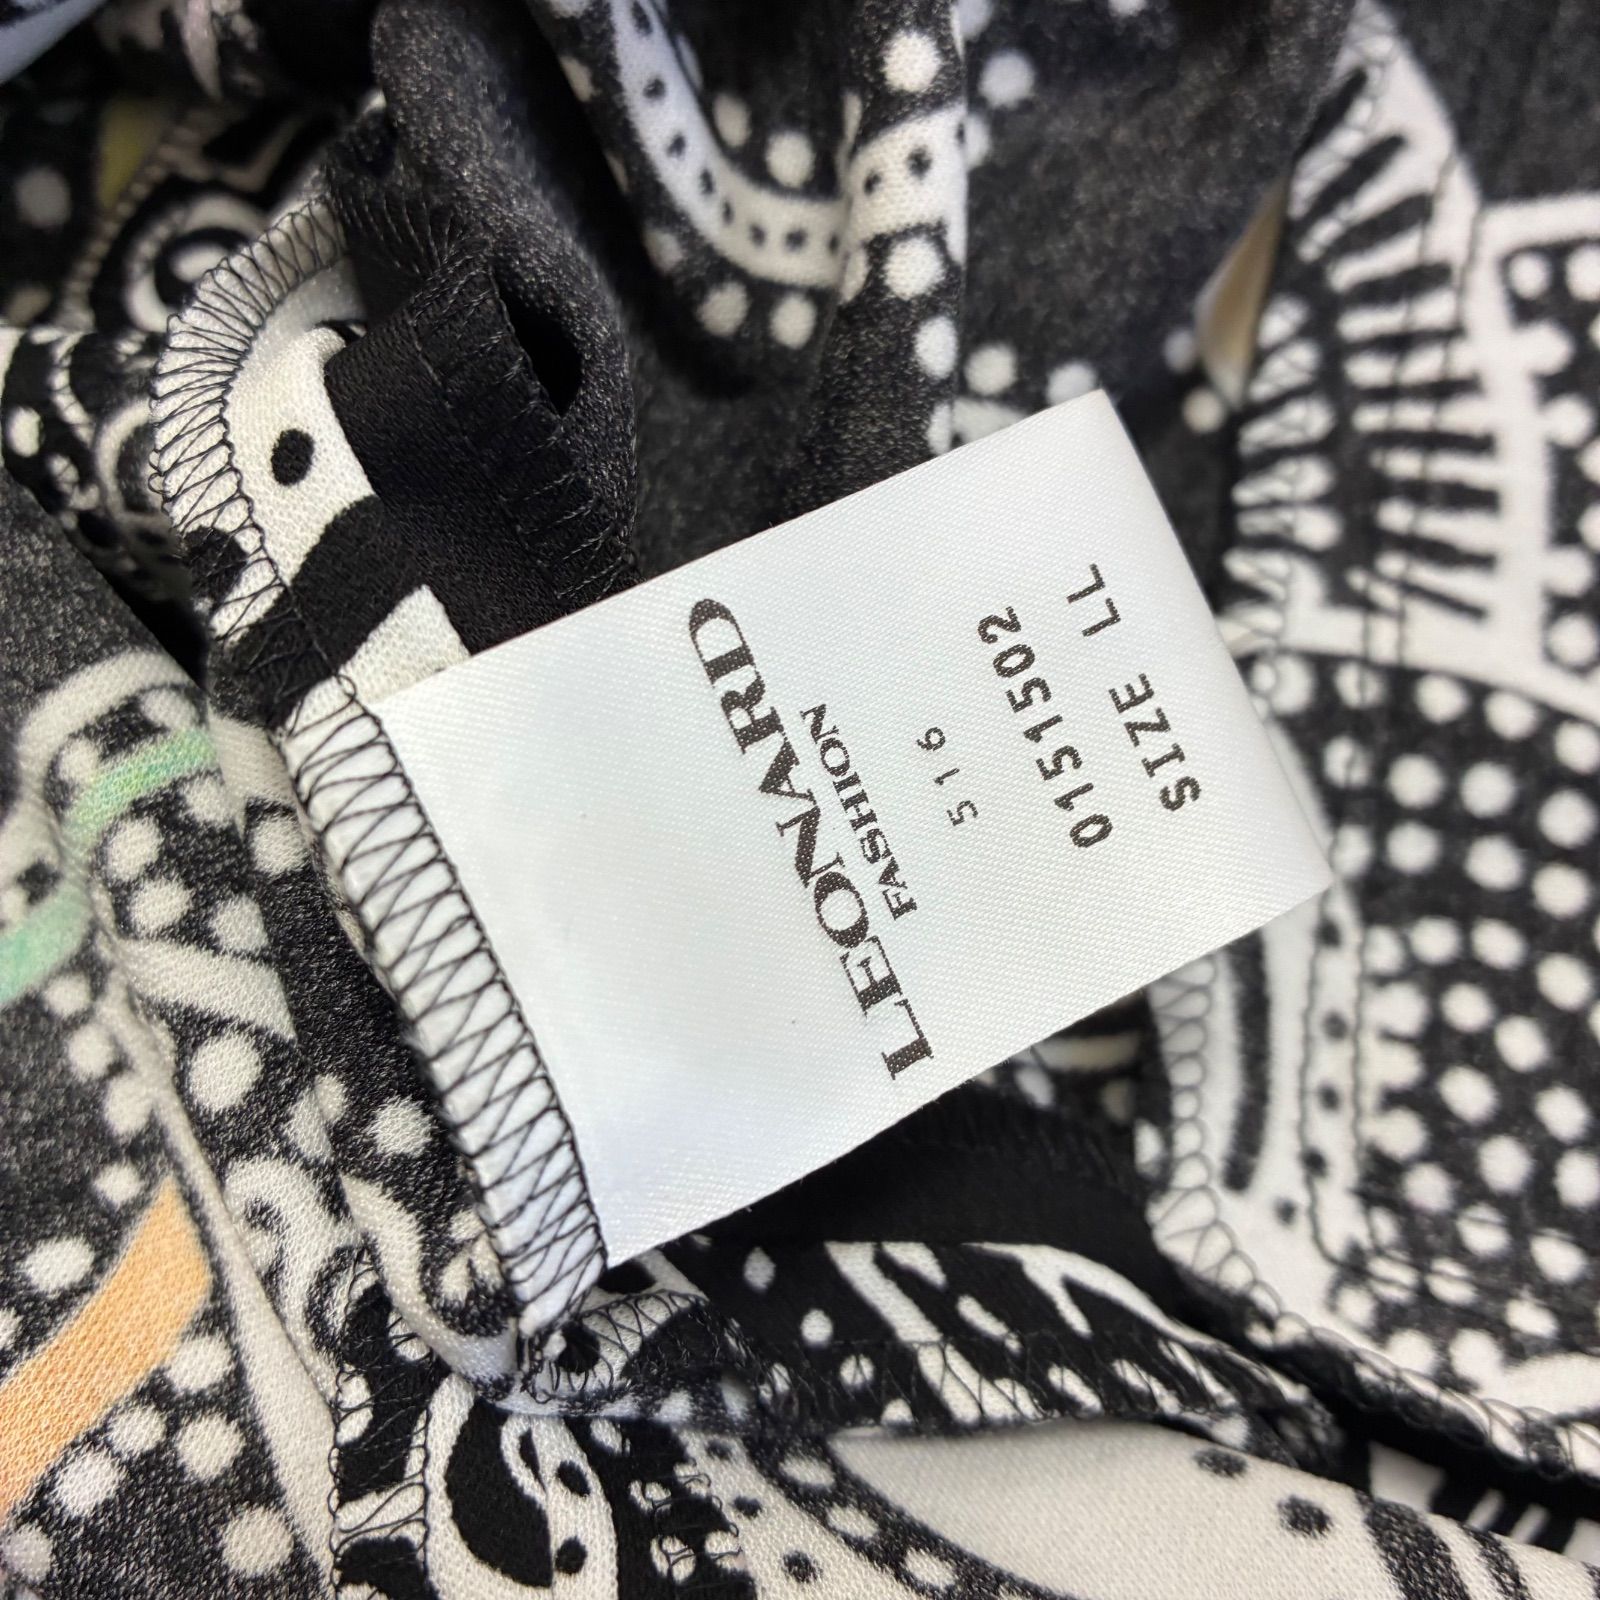 LEONARD
FASHION
516
0151502
SIZE LL